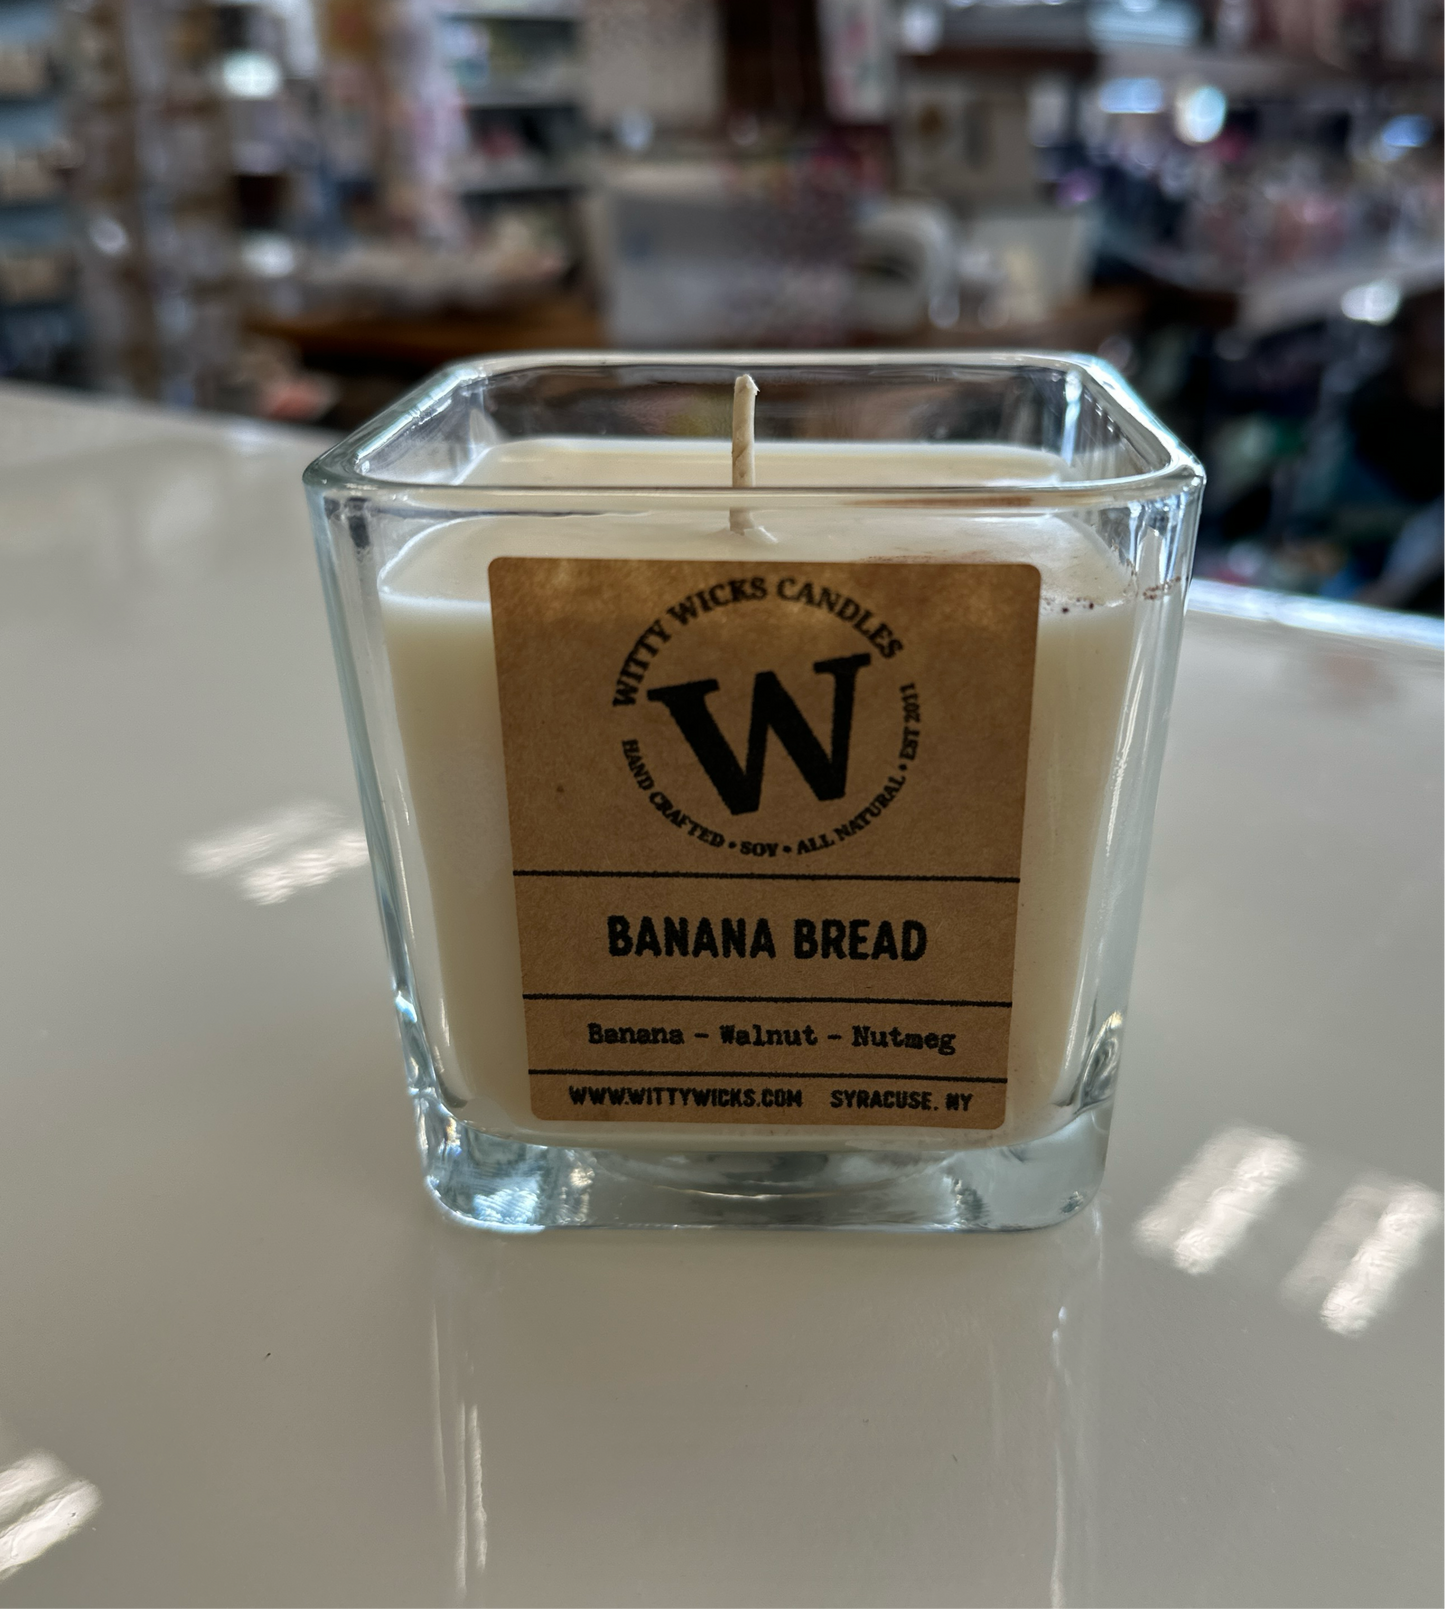 WITTY WICKS CANDLES
W
HAND CRAFTED • SOY • ALL NATURAL • EST 2011
BANANA BREAD
Banana - Walnut - Nutmeg
WWW.WITTYWICKS.COM SYRACUSE, NY